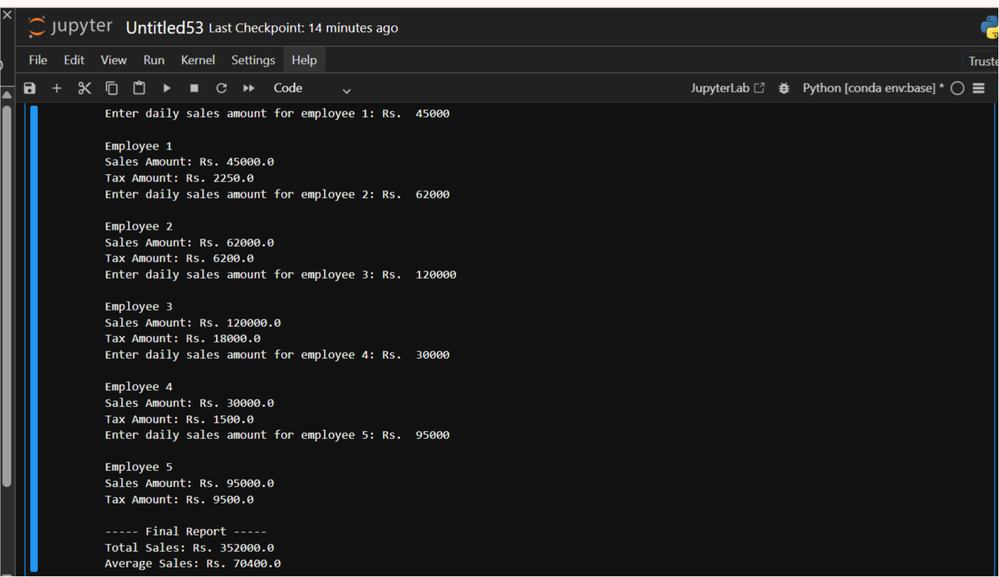 jupyter Untitled53 Last Checkpoint: 14 minutes ago
File Edit View Run Kernel Settings Help
Code JupyterLab Python [conda env:base] *
Enter daily sales amount for employee 1: Rs. 45000
Employee 1
Sales Amount: Rs. 45000.0
Tax Amount: Rs. 2250.0
Enter daily sales amount for employee 2: Rs. 62000
Employee 2
Sales Amount: Rs. 62000.0
Tax Amount: Rs. 6200.0
Enter daily sales amount for employee 3: Rs. 120000
Employee 3
Sales Amount: Rs. 120000.0
Tax Amount: Rs. 18000.0
Enter daily sales amount for employee 4: Rs. 30000
Employee 4
Sales Amount: Rs. 30000.0
Tax Amount: Rs. 1500.0
Enter daily sales amount for employee 5: Rs. 95000
Employee 5
Sales Amount: Rs. 95000.0
Tax Amount: Rs. 9500.0
----- Final Report -----
Total Sales: Rs. 352000.0
Average Sales: Rs. 70400.0